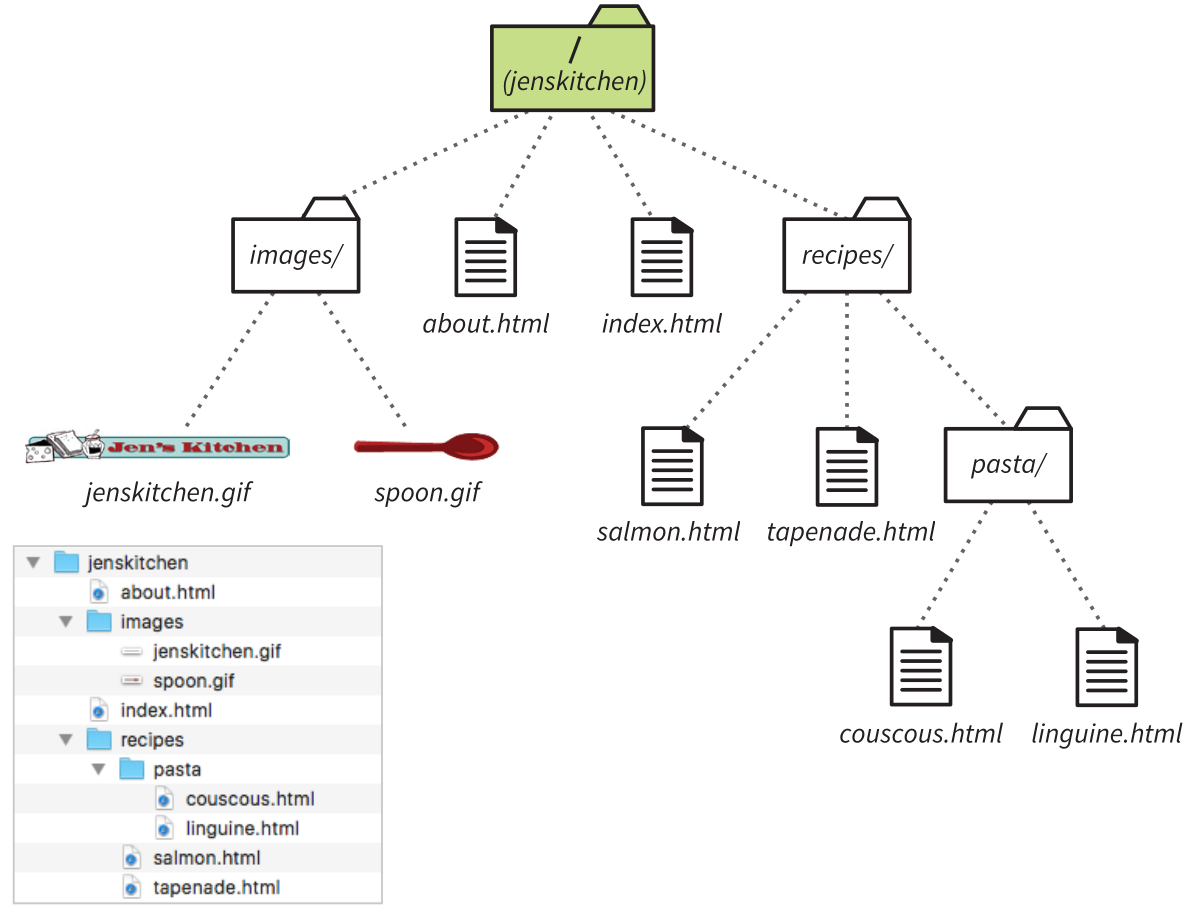 /
(jenskitchen)
images/
recipes/
about.html
index.html
Jen's Kitchen
jenskitchen.gif
spoon.gif
pasta/
salmon.html
tapenade.html
couscous.html
linguine.html
jenskitchen
about.html
images
jenskitchen.gif
spoon.gif
index.html
recipes
pasta
couscous.html
linguine.html
salmon.html
tapenade.html